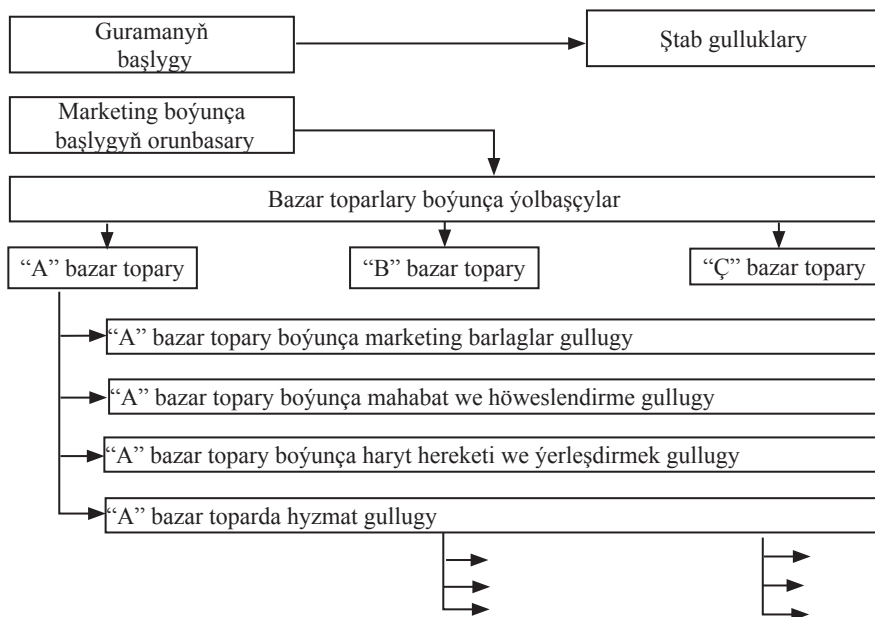 Guramanyň
başlygy
Ştab gulluklary
Marketing boýunça
başlygyň orunbasary
Bazar toparlary boýunça ýolbaşçylar
“A” bazar topary
“B” bazar topary
“Ç” bazar topary
“A” bazar topary boýunça marketing barlaglar gullugy
“A” bazar topary boýunça mahabat we höweslendirme gullugy
“A” bazar topary boýunça haryt hereketi we ýerleşdirmek gullugy
“A” bazar toparda hyzmat gullugy